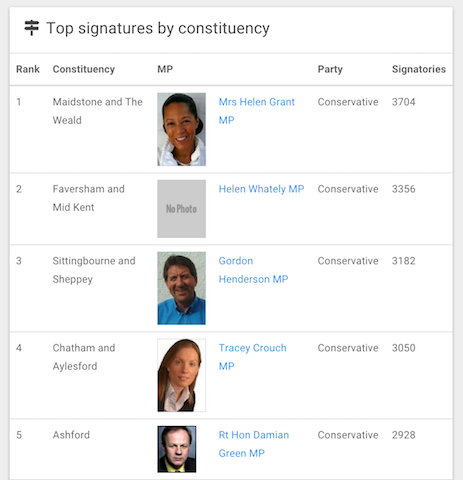 Top signatures by constituency
Rank Constituency MP Party Signatories
1 Maidstone and The Mrs Helen Grant Conservative 3704
Weald MP
2 Faversham and Helen Whately MP Conservative 3356
Mid Kent No Photo
3 Sittingbourne and Gordon Conservative 3182
Sheppey Henderson MP
4 Chatham and Tracey Crouch Conservative 3050
Aylesford MP
5 Ashford Rt Hon Damian Conservative 2928
Green MP